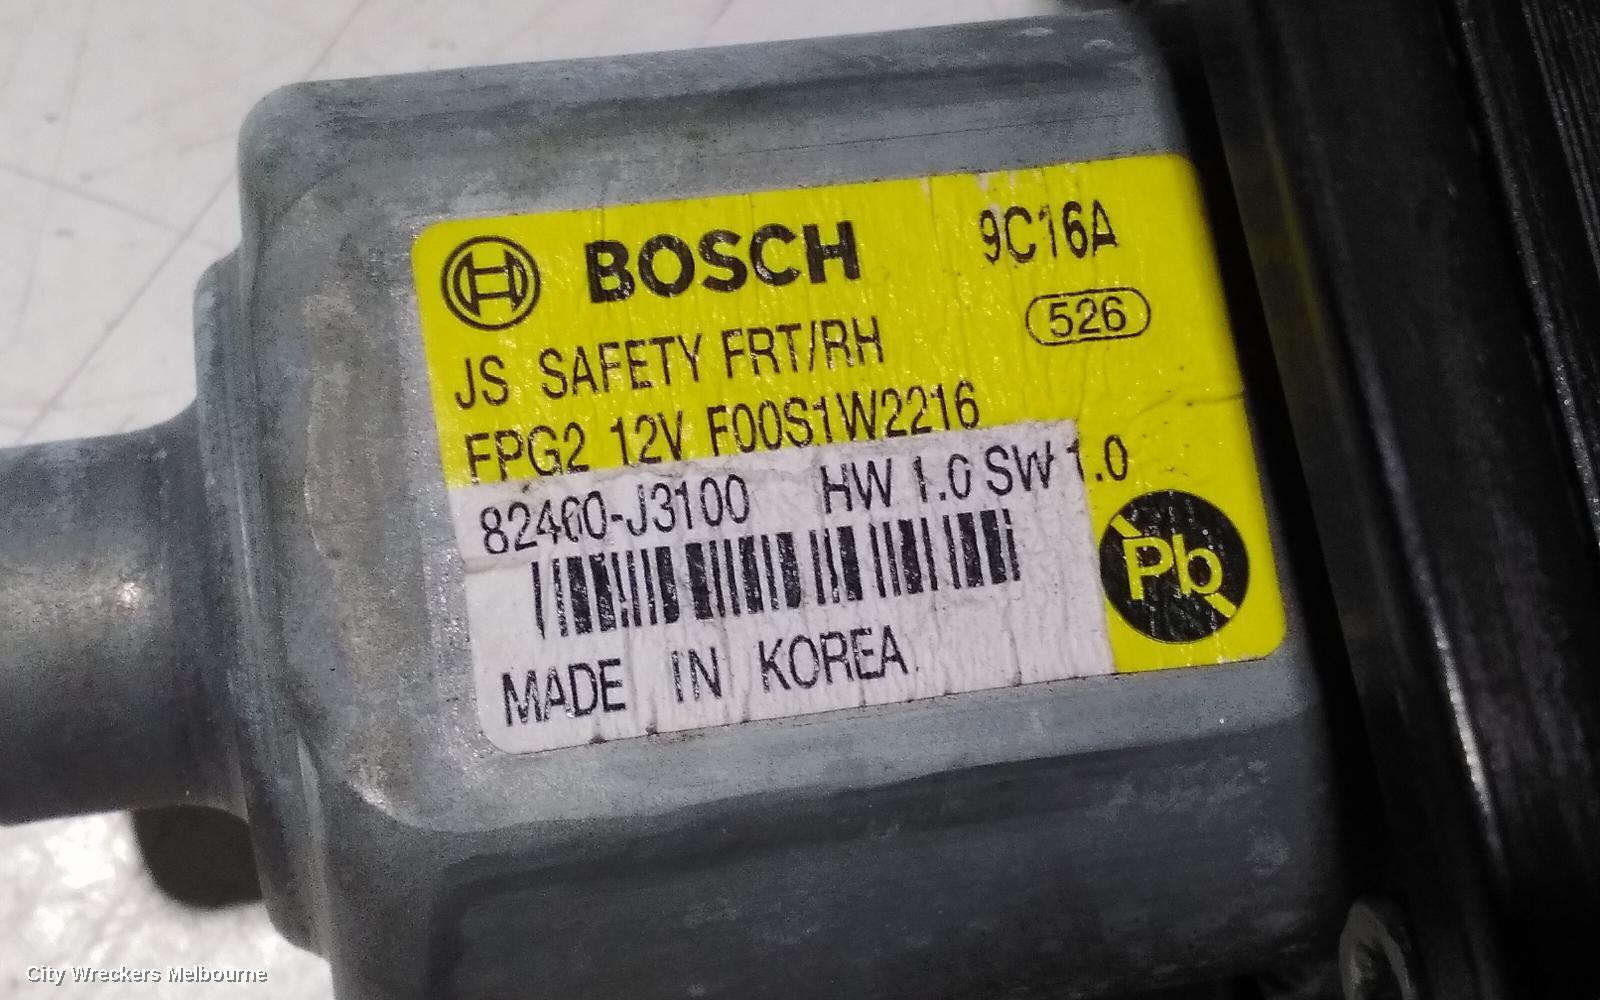 BOSCH 9C16A
526
JS SAFETY FRT/RH
FPG2 12V F00S1W2216
82460-J3100 HW 1.0 SW 1.0
Pb
MADE IN KOREA
City Wreckers Melbourne